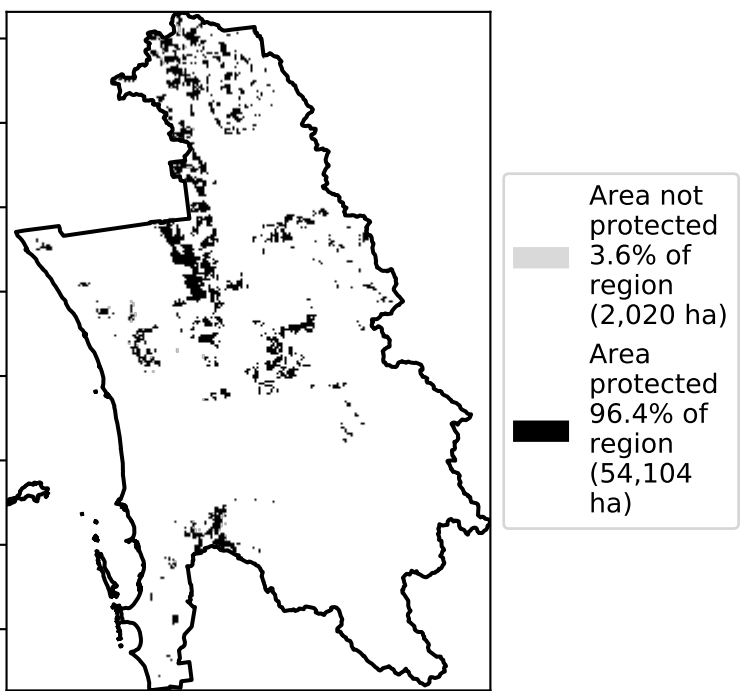 Area not
protected
3.6% of
region
(2,020 ha)
Area
protected
96.4% of
region
(54,104
ha)